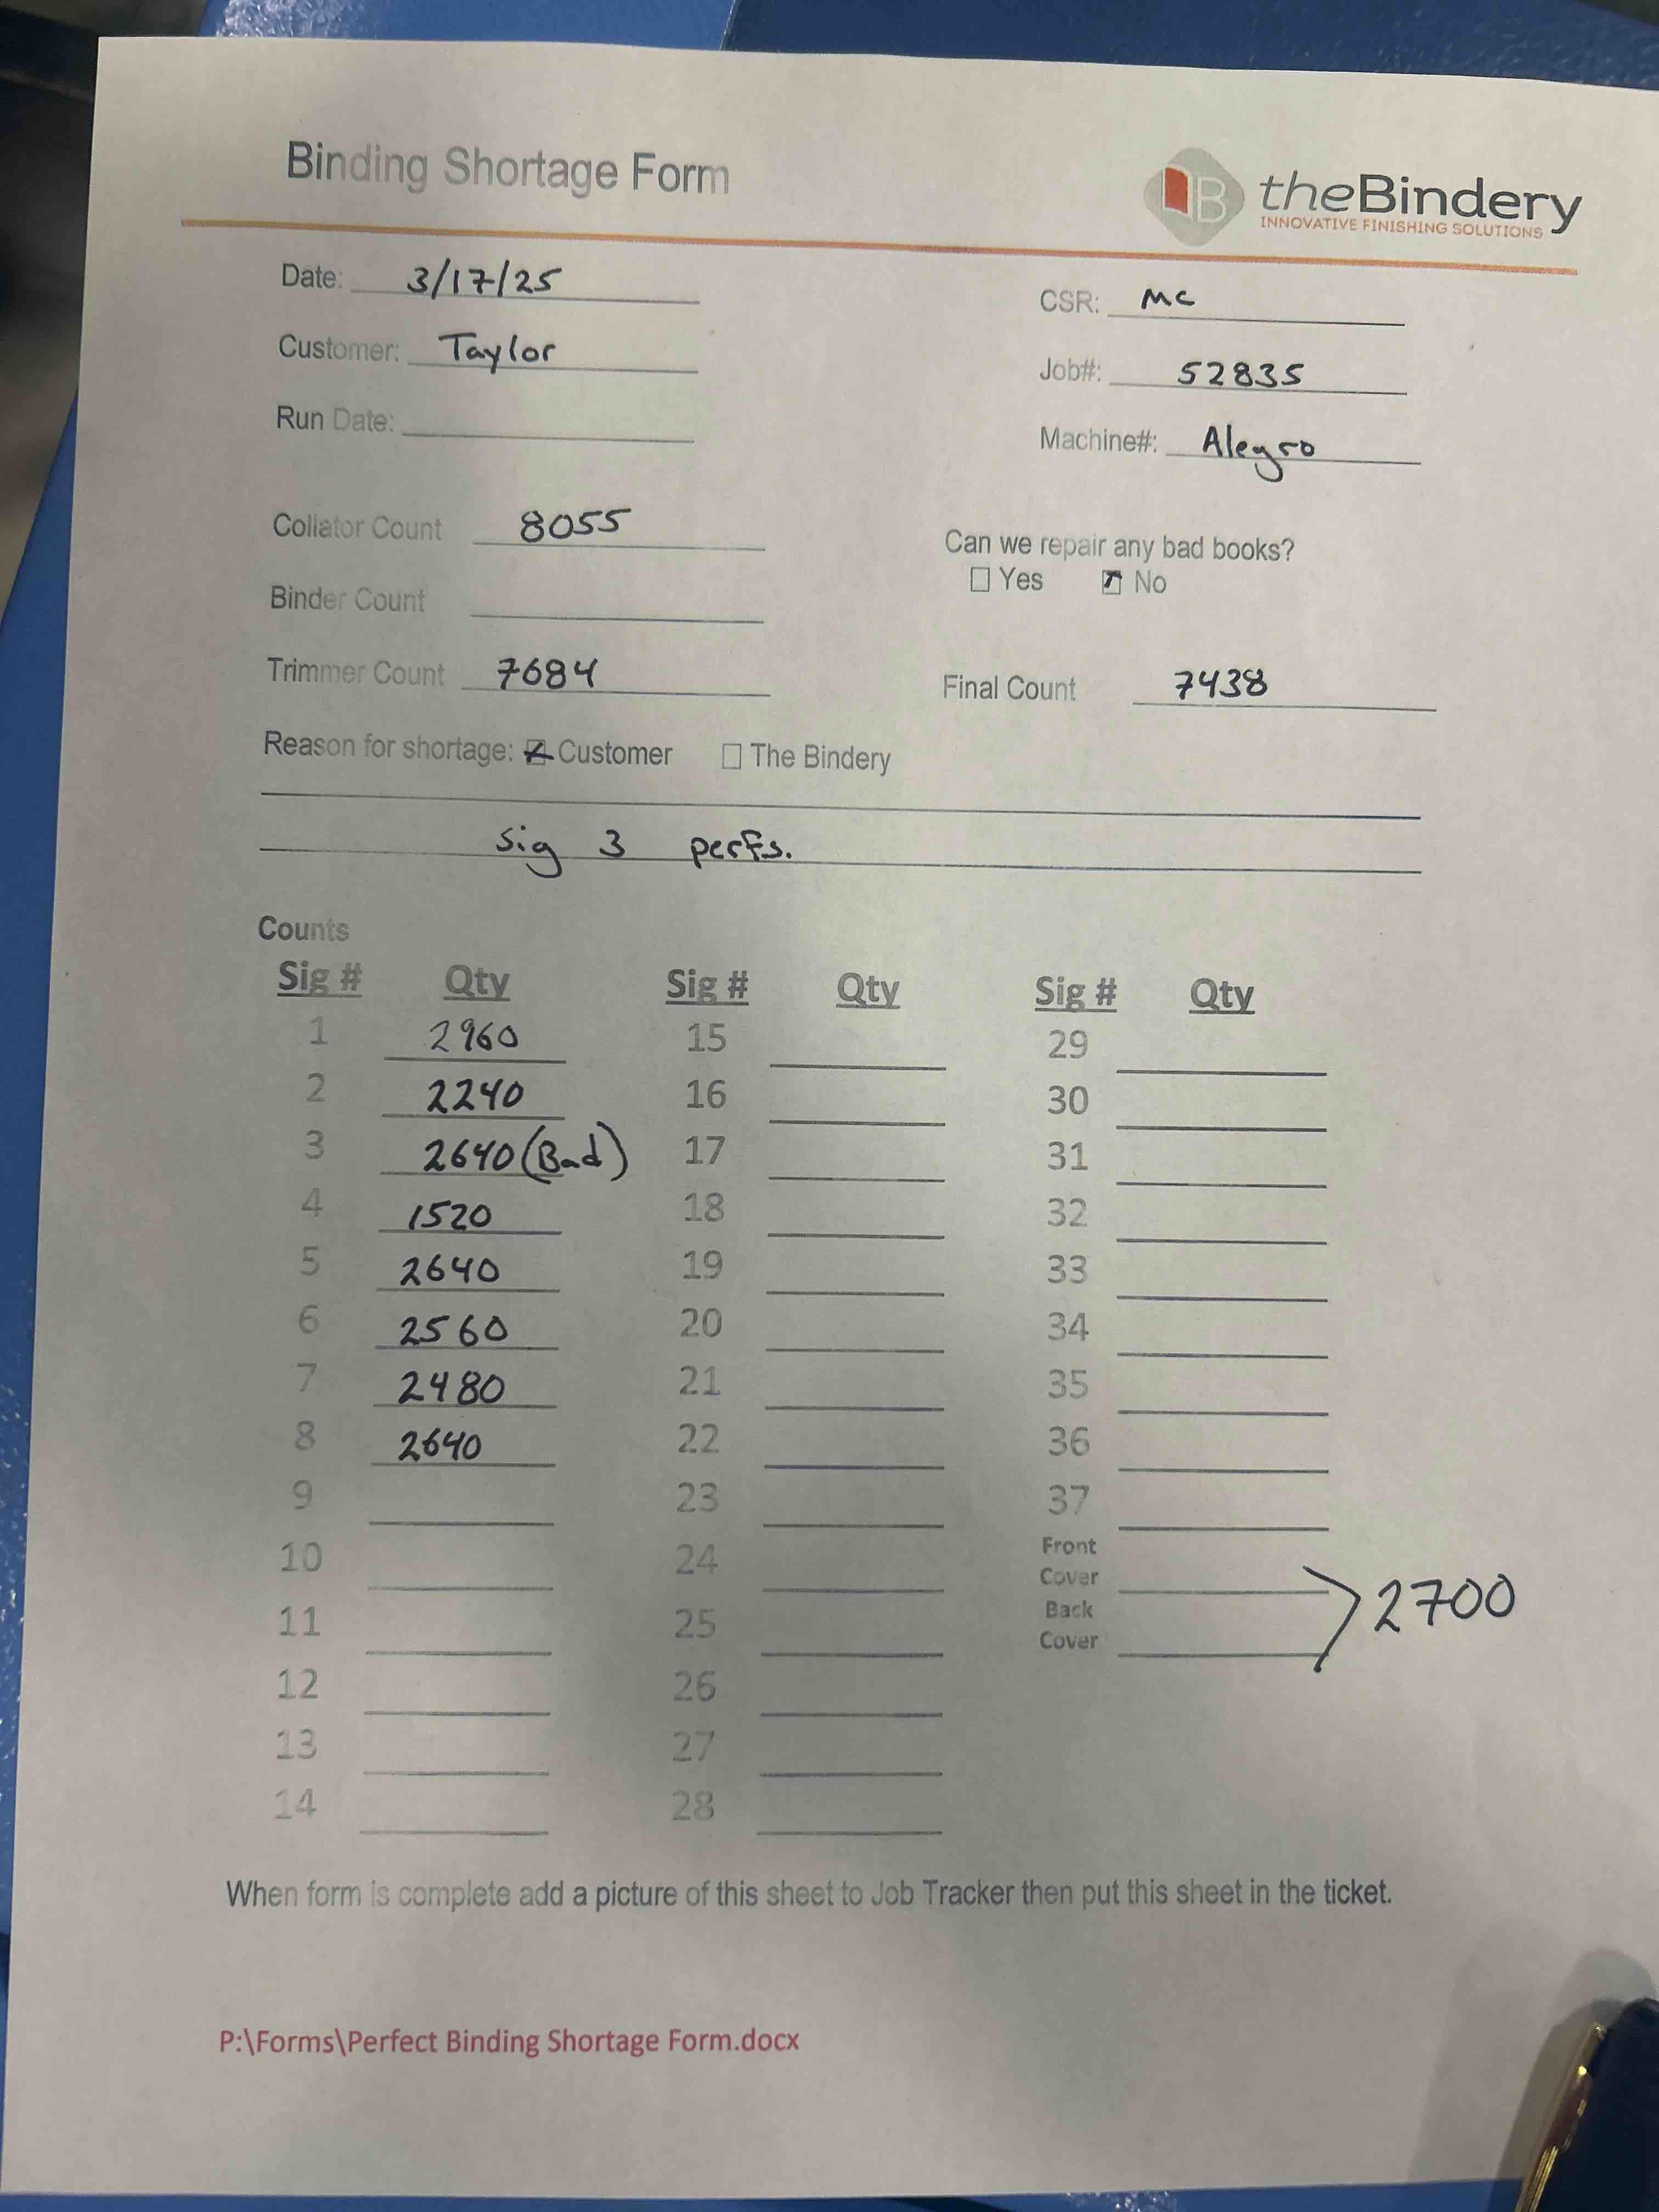 Binding Shortage Form
B theBindery
INNOVATIVE FINISHING SOLUTIONS
Date: 3/17/25
CSR: MC
Customer: Taylor
Job#: 52835
Run Date:
Machine#: Alegro
Collator Count 8055
Can we repair any bad books?
Yes No
Binder Count
Trimmer Count 7684
Final Count 7438
Reason for shortage: Customer The Bindery
Sig 3 perfs.
Counts
Sig # Qty Sig # Qty Sig # Qty
1 2960 15 29
2 2240 16 30
3 2640 (Bad) 17 31
4 1520 18 32
5 2640 19 33
6 2560 20 34
7 2480 21 35
8 2640 22 36
9 23 37
10 24 Front Cover
11 25 Back Cover
2700
12 26
13 27
14 28
When form is complete add a picture of this sheet to Job Tracker then put this sheet in the ticket.
P:\Forms\Perfect Binding Shortage Form.docx